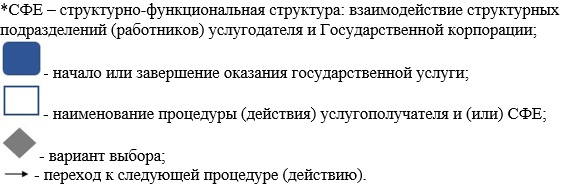 *СФЕ – структурно-функциональная структура: взаимодействие структурных
подразделений (работников) услугодателя и Государственной корпорации;
- начало или завершение оказания государственной услуги;
- наименование процедуры (действия) услугополучателя и (или) СФЕ;
- вариант выбора;
- переход к следующей процедуре (действию).